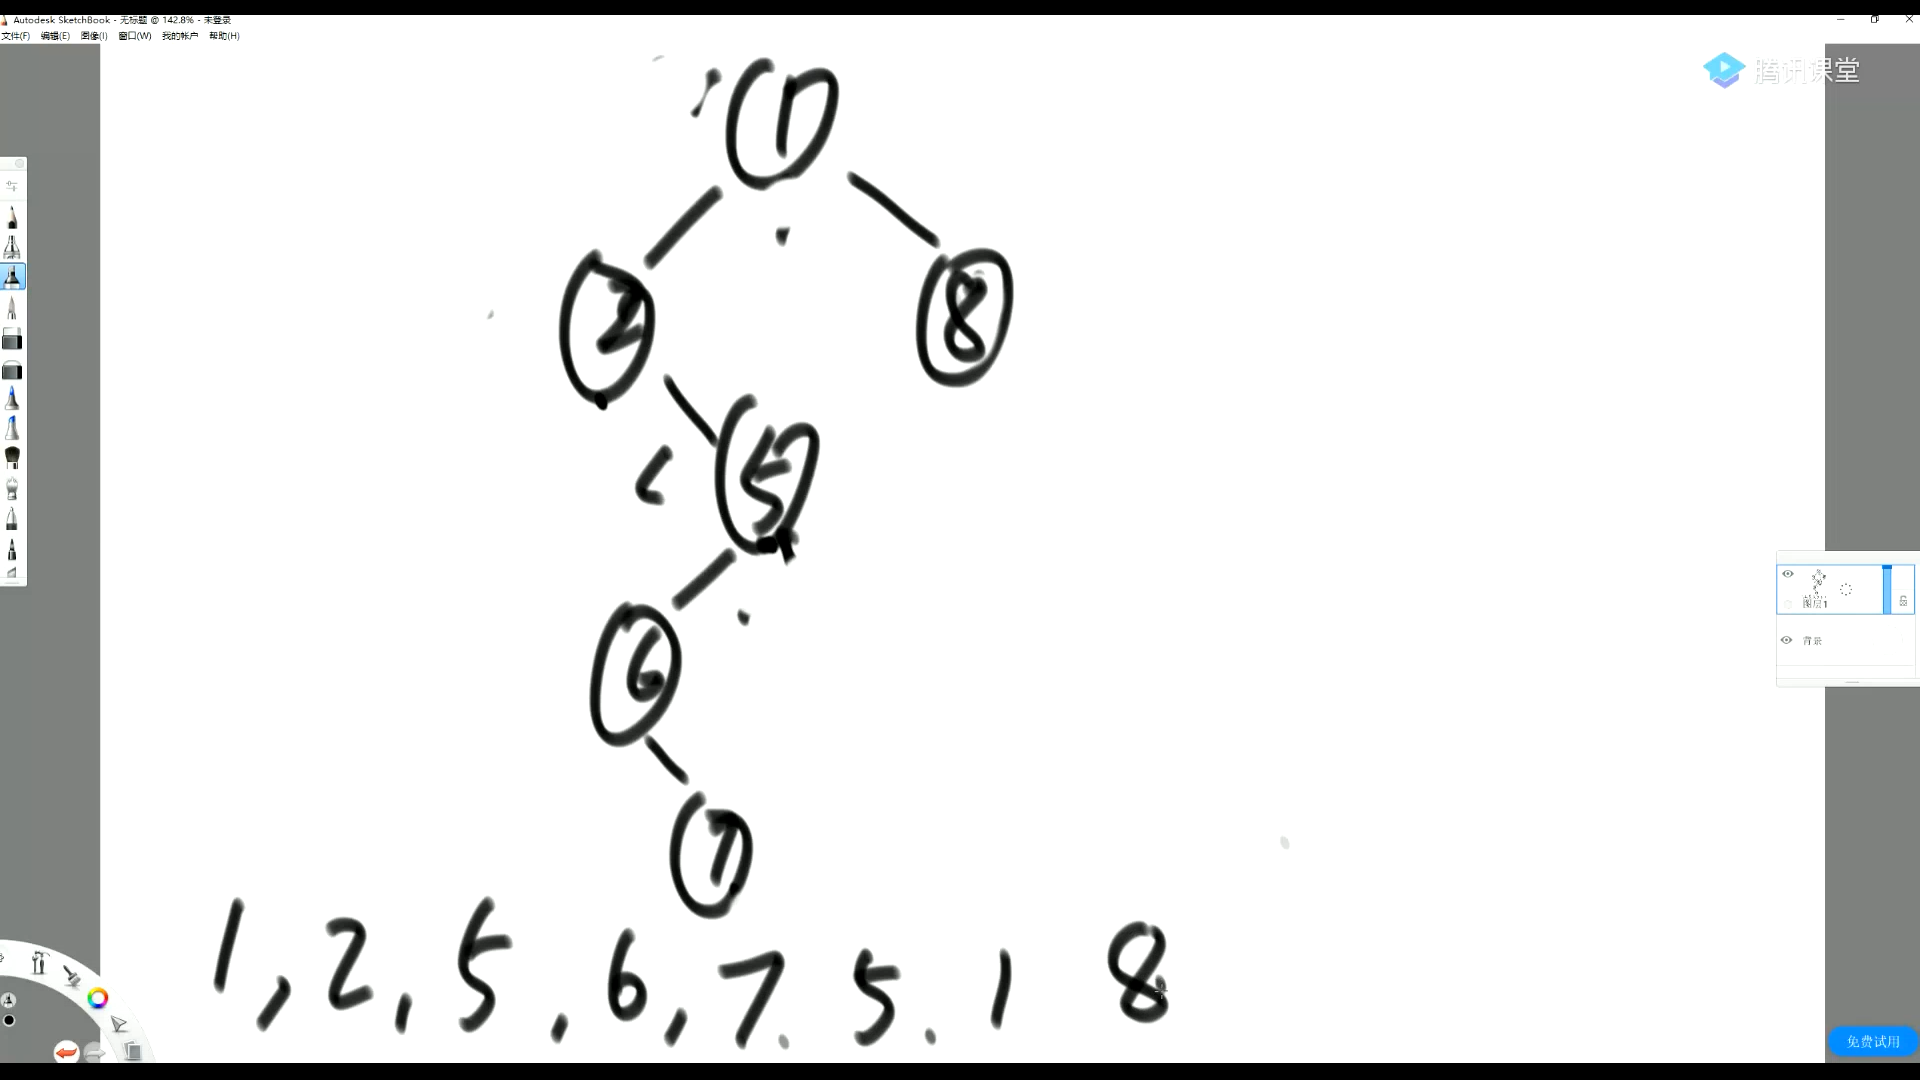 Autodesk SketchBook - 无标题 @ 142.8% - 未登录
文件(F) 编辑(E) 图像(I) 窗口(W) 我的帐户 帮助(H)
腾讯课堂
1
2
8
5
6
7
图层1
背景
1, 2, 5, 6, 7. 5. 1 8
免费试用